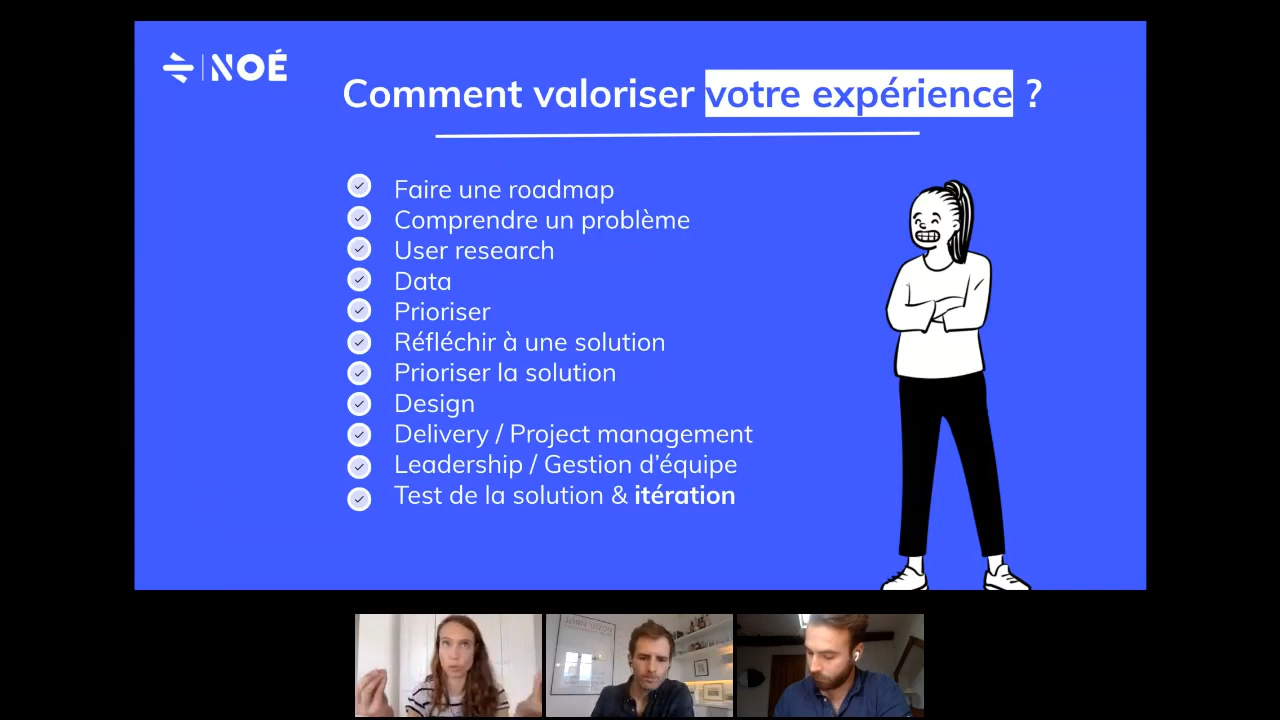 NOÉ
Comment valoriser votre expérience ?
Faire une roadmap
Comprendre un problème
User research
Data
Prioriser
Réfléchir à une solution
Prioriser la solution
Design
Delivery / Project management
Leadership / Gestion d’équipe
Test de la solution & itération